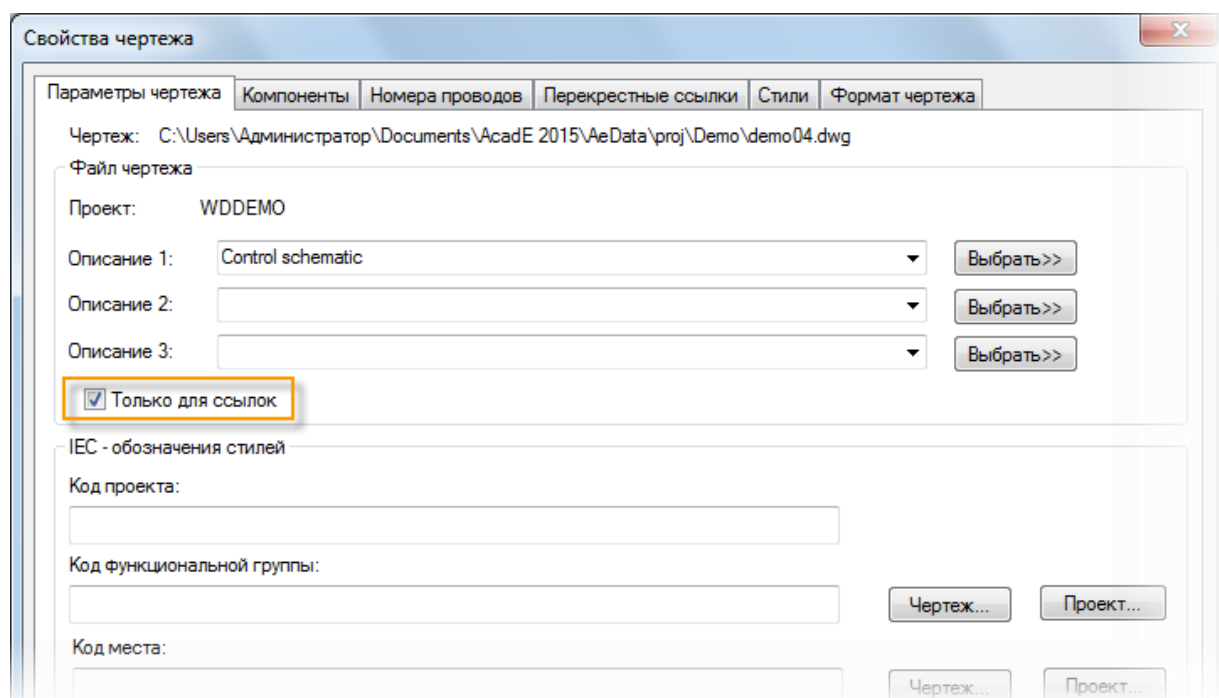 Свойства чертежа
Параметры чертежа Компоненты Номера проводов Перекрестные ссылки Стили Формат чертежа
Чертеж: C:\Users\Администратор\Documents\AcadE 2015\AeData\proj\Demo\demo04.dwg
Файл чертежа
Проект: WDDEMO
Описание 1: Control schematic Выбрать>>
Описание 2: Выбрать>>
Описание 3: Выбрать>>
Только для ссылок
IEC - обозначения стилей
Код проекта:
Код функциональной группы:
Чертеж... Проект...
Код места:
Чертеж... Проект...